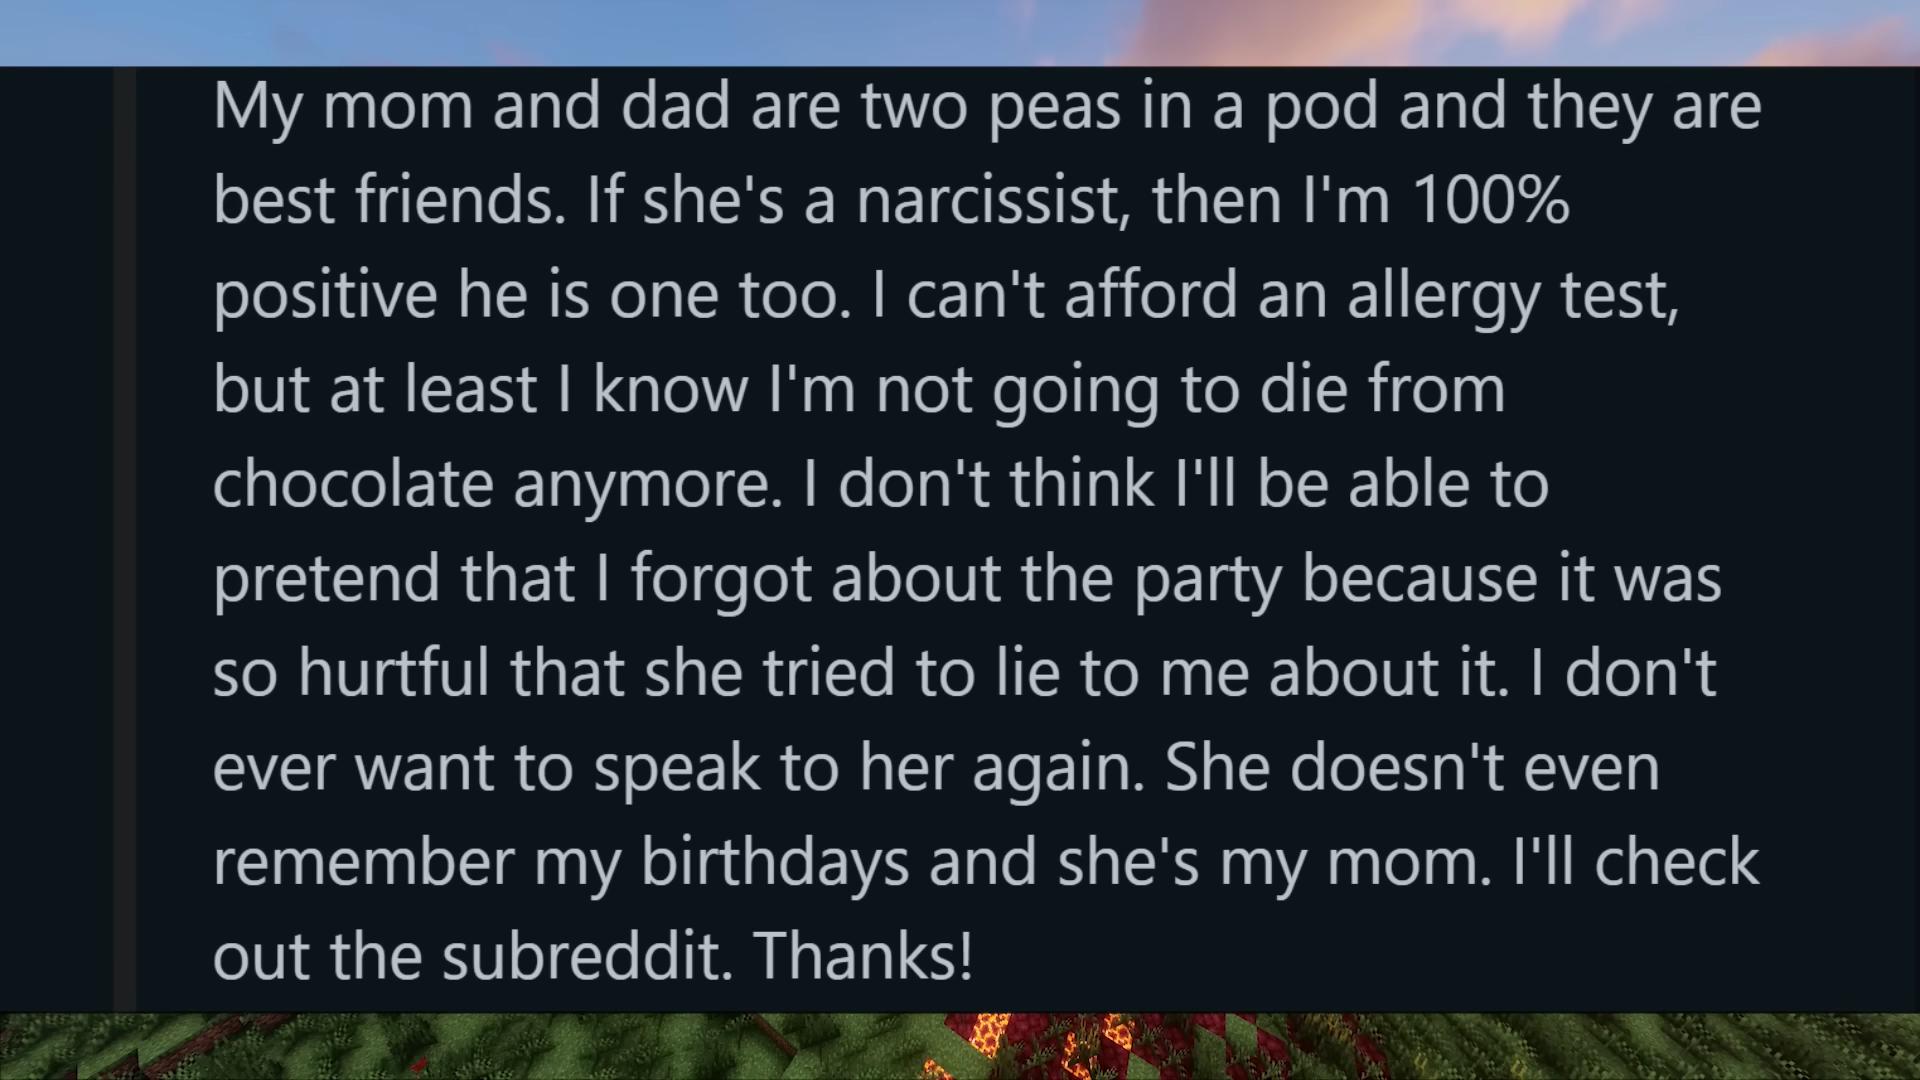 My mom and dad are two peas in a pod and they are
best friends. If she's a narcissist, then I'm 100%
positive he is one too. I can't afford an allergy test,
but at least I know I'm not going to die from
chocolate anymore. I don't think I'll be able to
pretend that I forgot about the party because it was
so hurtful that she tried to lie to me about it. I don't
ever want to speak to her again. She doesn't even
remember my birthdays and she's my mom. I'll check
out the subreddit. Thanks!